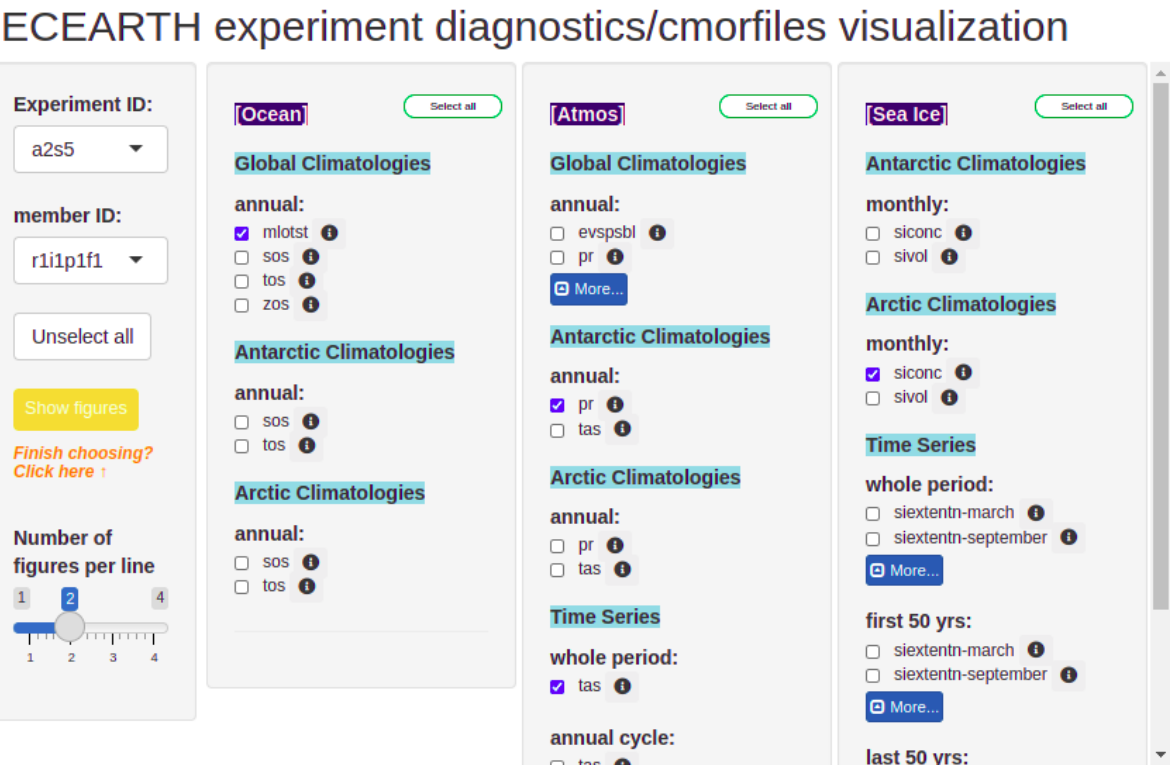 ECEARTH experiment diagnostics/cmorfiles visualization
Experiment ID:
a2s5
member ID:
r1i1p1f1
Unselect all
Show figures
Finish choosing?
Click here ↑
Number of
figures per line
1 2 4
1 2 3 4
[Ocean] Select all
Global Climatologies
annual:
mlotst
sos
tos
zos
Antarctic Climatologies
annual:
sos
tos
Arctic Climatologies
annual:
sos
tos
[Atmos] Select all
Global Climatologies
annual:
evspsbl
pr
More...
Antarctic Climatologies
annual:
pr
tas
Arctic Climatologies
annual:
pr
tas
Time Series
whole period:
tas
annual cycle:
tas
[Sea Ice] Select all
Antarctic Climatologies
monthly:
siconc
sivol
Arctic Climatologies
monthly:
siconc
sivol
Time Series
whole period:
siextentn-march
siextentn-september
More...
first 50 yrs:
siextentn-march
siextentn-september
More...
last 50 yrs: